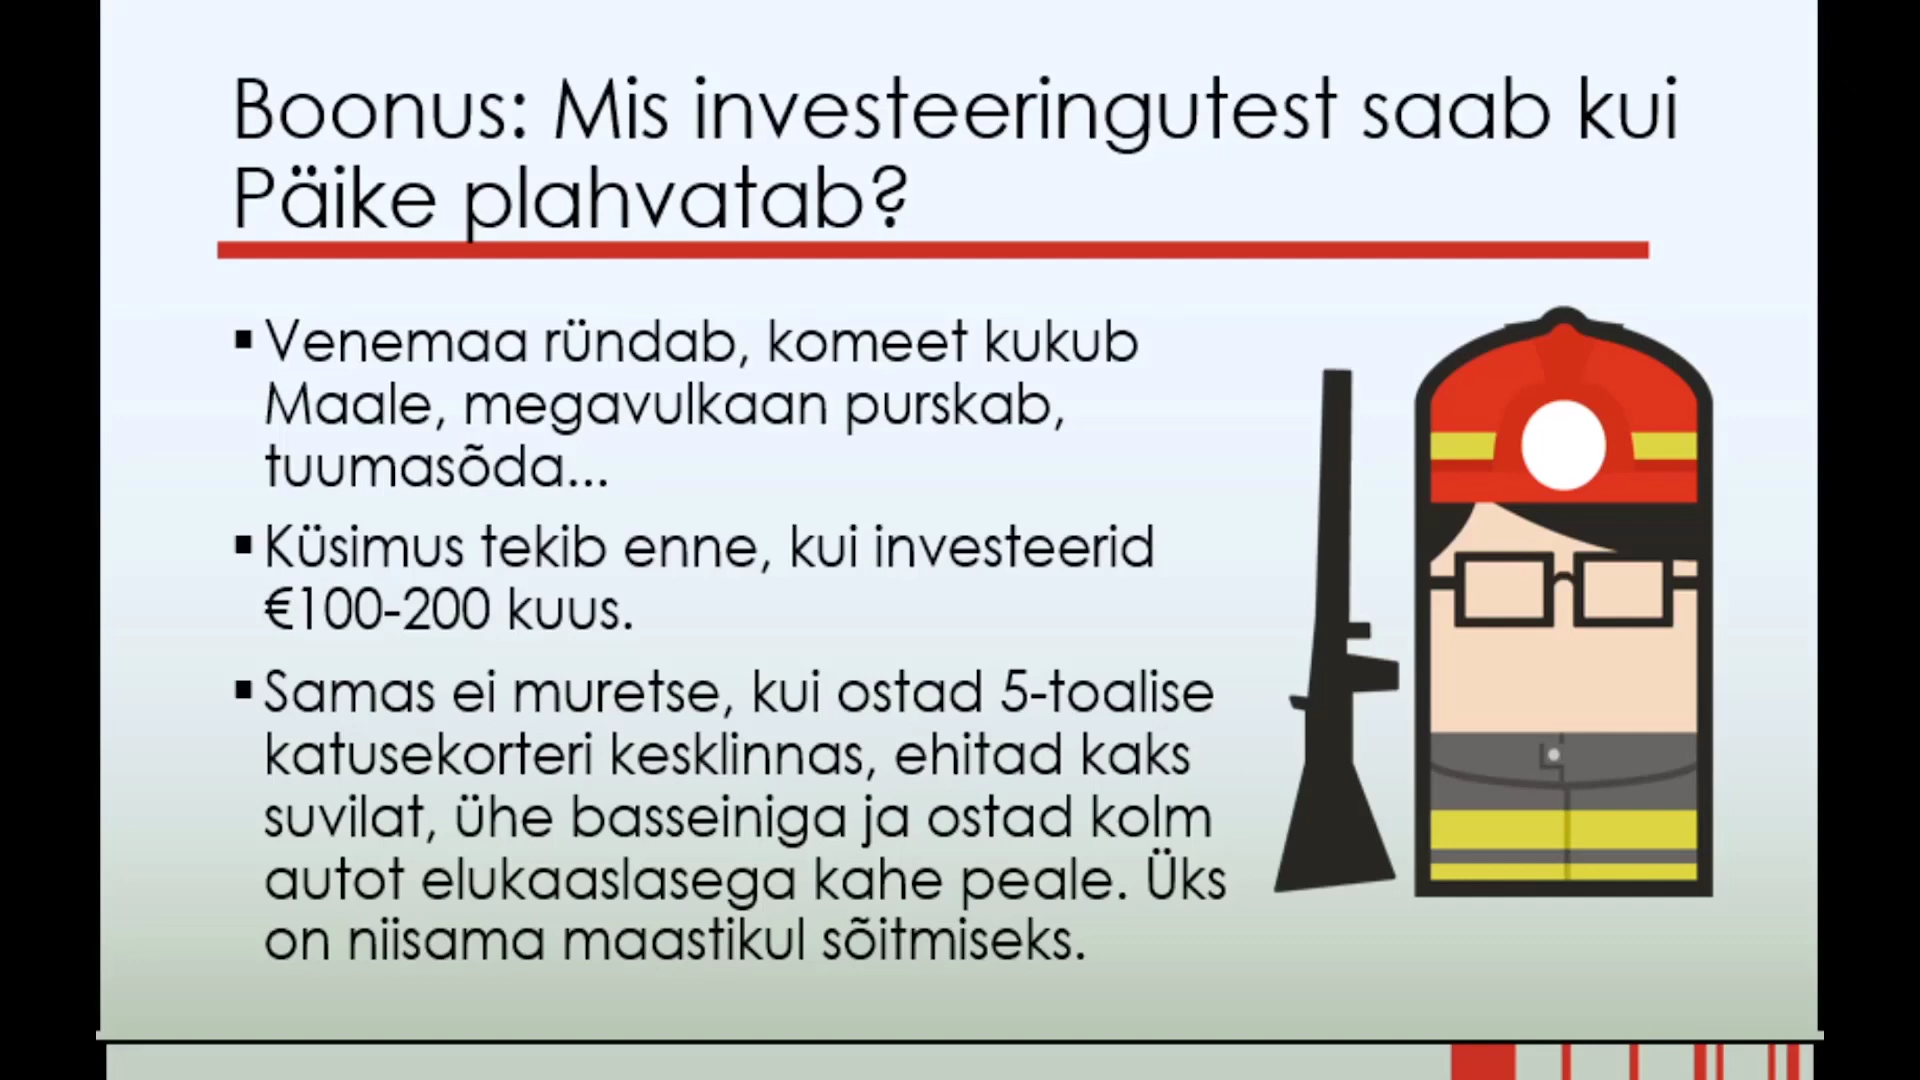 Boonus: Mis investeeringutest saab kui
Päike plahvatab?
▪ Venemaa ründab, komeet kukub
Maale, megavulkaan purskab,
tuumasõda...
▪ Küsimus tekib enne, kui investeerid
€100-200 kuus.
▪ Samas ei muretse, kui ostad 5-toalise
katusekorteri kesklinnas, ehitad kaks
suvilat, ühe basseiniga ja ostad kolm
autot elukaaslasega kahe peale. Üks
on niisama maastikul sõitmiseks.